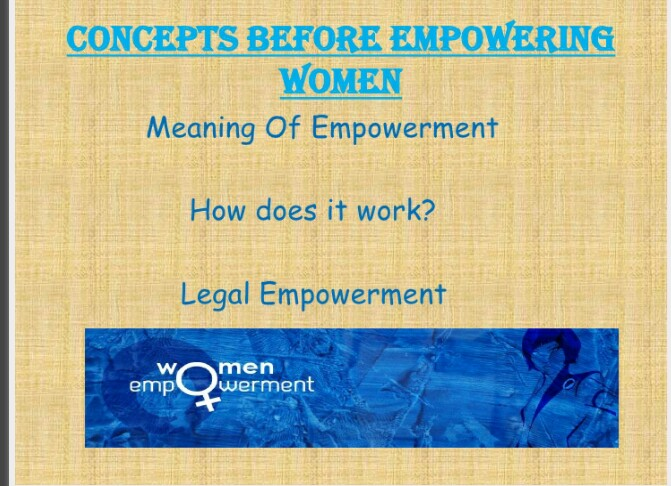 CONCEPTS BEFORE EMPOWERING
WOMEN
Meaning Of Empowerment
How does it work?
Legal Empowerment
women
empowerment